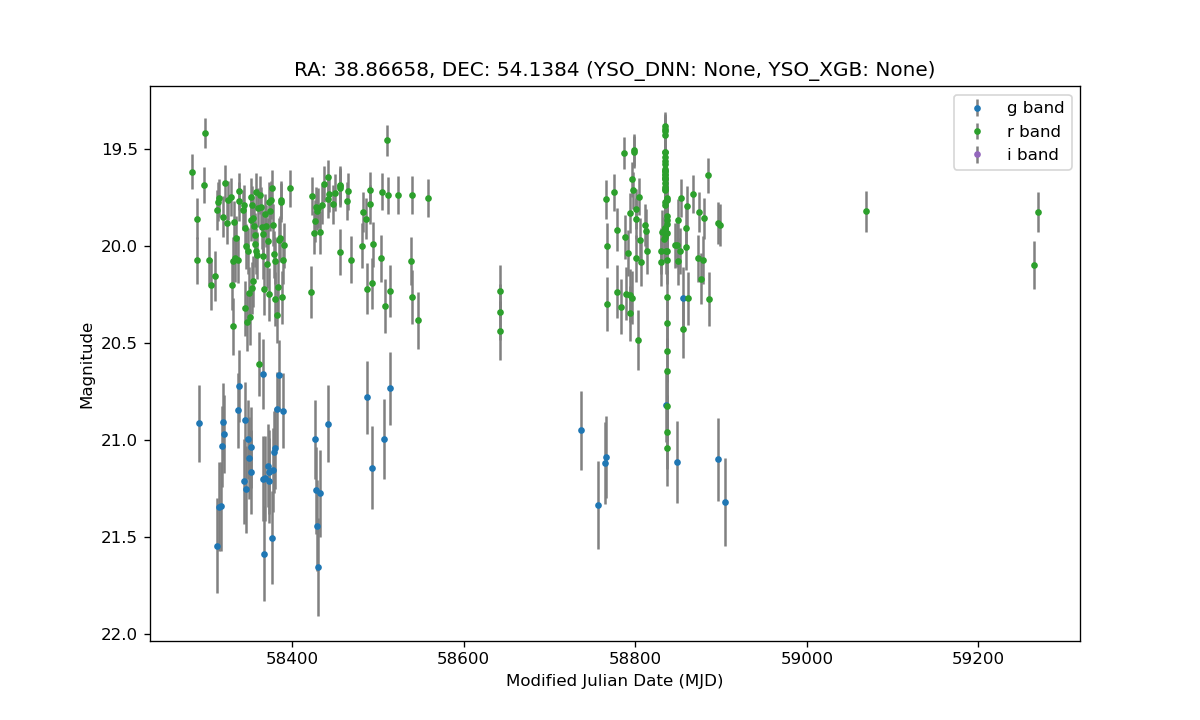 RA: 38.86658, DEC: 54.1384 (YSO_DNN: None, YSO_XGB: None)
g band
r band
i band
19.5
20.0
20.5
21.0
21.5
22.0
Magnitude
58400
58600
58800
59000
59200
Modified Julian Date (MJD)